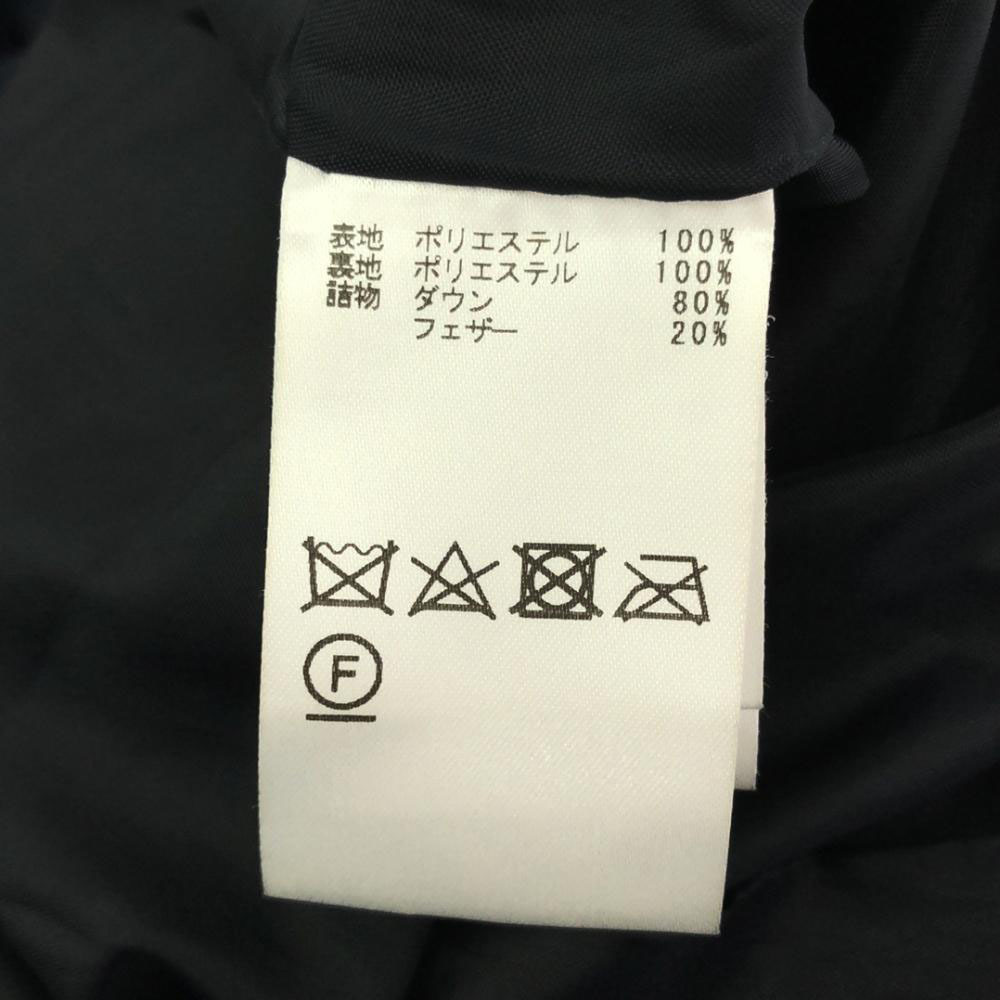 表地 ポリエステル 100%
裏地 ポリエステル 100%
詰物 ダウン 80%
フェザー 20%
F